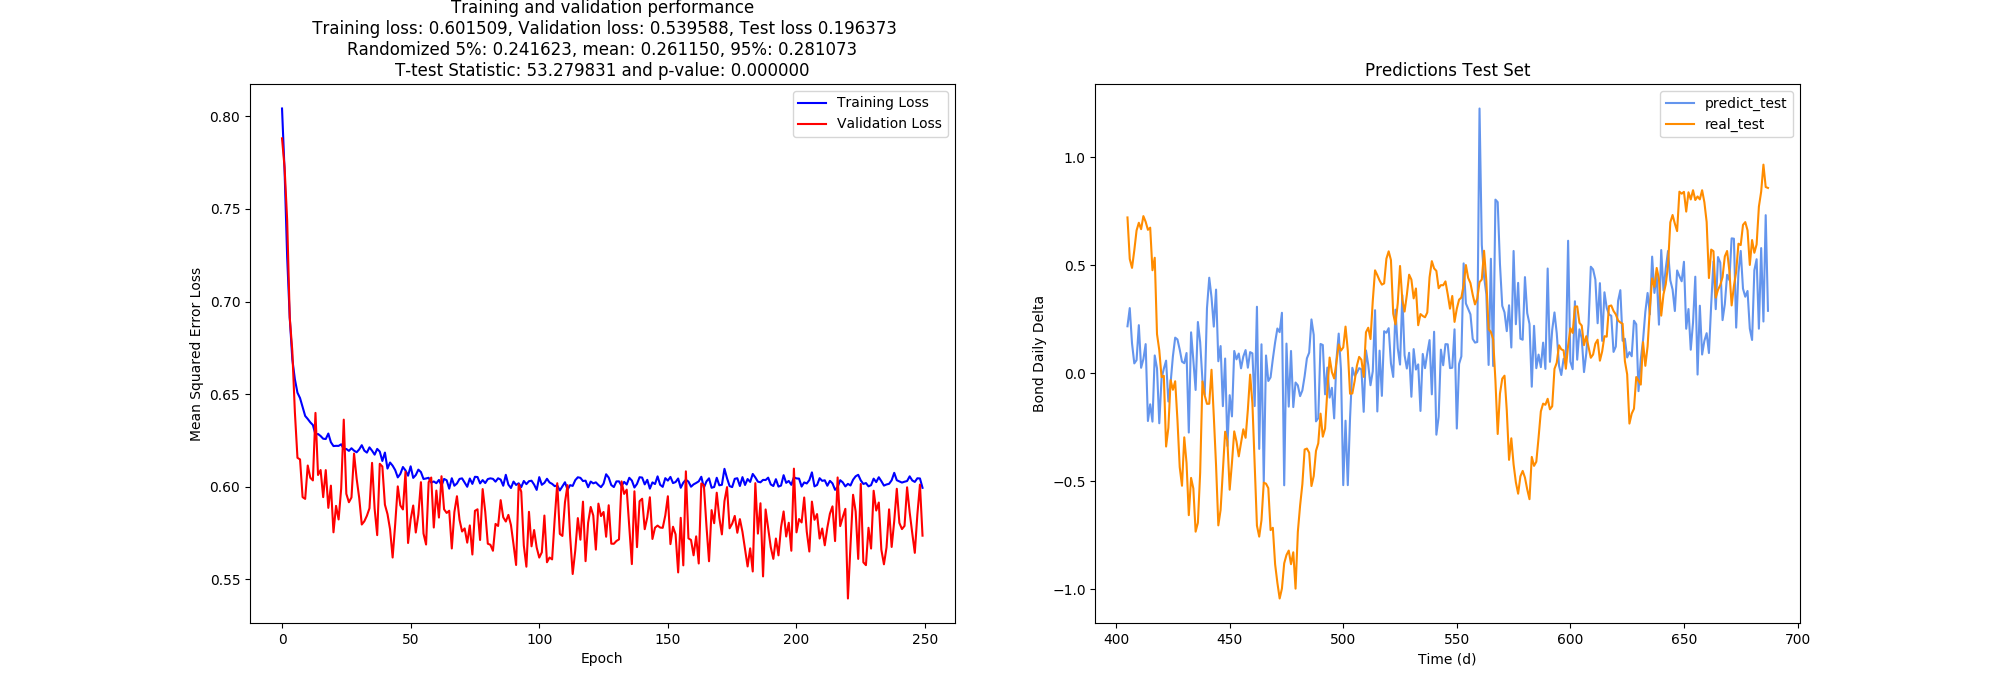 Training and validation performance
Training loss: 0.601509, Validation loss: 0.539588, Test loss 0.196373
Randomized 5%: 0.241623, mean: 0.261150, 95%: 0.281073
T-test Statistic: 53.279831 and p-value: 0.000000
Training Loss
Validation Loss
0.80
0.75
0.70
0.65
0.60
0.55
Mean Squared Error Loss
0
50
100
150
200
250
Epoch
Predictions Test Set
predict_test
real_test
1.0
0.5
0.0
−0.5
−1.0
Bond Daily Delta
400
450
500
550
600
650
700
Time (d)